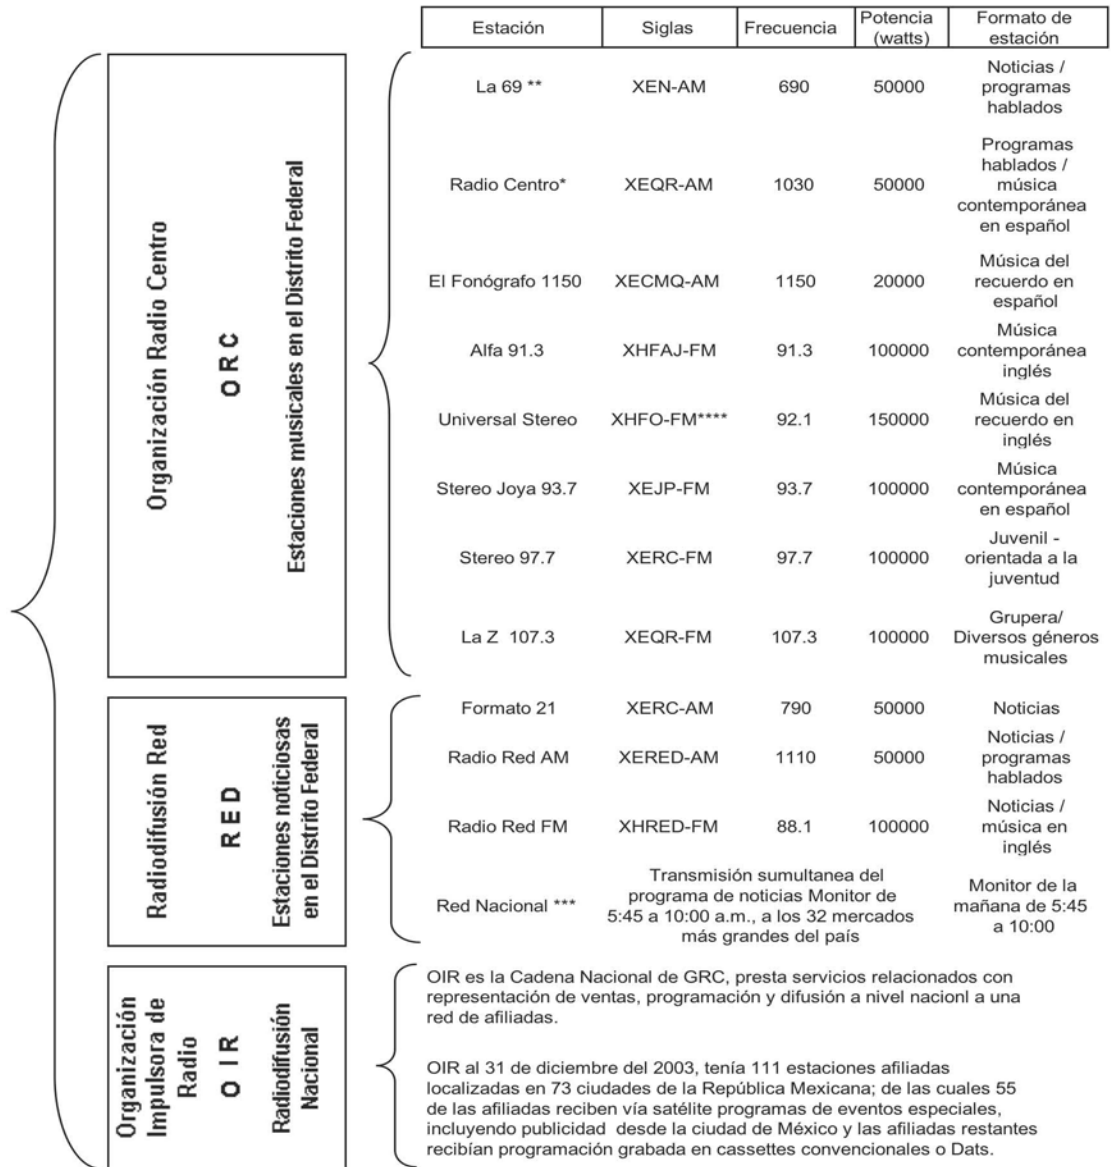 Estación Siglas Frecuencia Potencia (watts) Formato de estación
Organización Radio Centro
O R C
Estaciones musicales en el Distrito Federal
La 69 ** XEN-AM 690 50000 Noticias / programas hablados
Radio Centro* XEQR-AM 1030 50000 Programas hablados / música contemporánea en español
El Fonógrafo 1150 XECMQ-AM 1150 20000 Música del recuerdo en español
Alfa 91.3 XHFAJ-FM 91.3 100000 Música contemporánea inglés
Universal Stereo XHFO-FM**** 92.1 150000 Música del recuerdo en inglés
Stereo Joya 93.7 XEJP-FM 93.7 100000 Música contemporánea en español
Stereo 97.7 XERC-FM 97.7 100000 Juvenil - orientada a la juventud
La Z 107.3 XEQR-FM 107.3 100000 Grupera/ Diversos géneros musicales
Radiodifusión Red
R E D
Estaciones noticiosas
en el Distrito Federal
Formato 21 XERC-AM 790 50000 Noticias
Radio Red AM XERED-AM 1110 50000 Noticias / programas hablados
Radio Red FM XHRED-FM 88.1 100000 Noticias / música en inglés
Red Nacional *** Transmisión sumultanea del programa de noticias Monitor de 5:45 a 10:00 a.m., a los 32 mercados más grandes del país Monitor de la mañana de 5:45 a 10:00
Organización
Impulsora de
Radio
O I R
Radiodifusión
Nacional
OIR es la Cadena Nacional de GRC, presta servicios relacionados con
representación de ventas, programación y difusión a nivel nacionl a una
red de afiliadas.
OIR al 31 de diciembre del 2003, tenía 111 estaciones afiliadas
localizadas en 73 ciudades de la República Mexicana; de las cuales 55
de las afiliadas reciben vía satélite programas de eventos especiales,
incluyendo publicidad desde la ciudad de México y las afiliadas restantes
recibían programación grabada en cassettes convencionales o Dats.